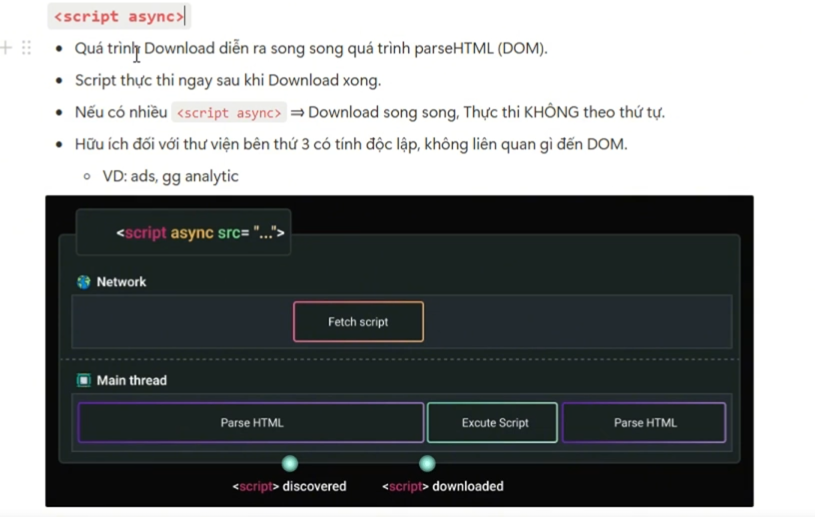 <script async>
Quá trình Download diễn ra song song quá trình parseHTML (DOM).
Script thực thi ngay sau khi Download xong.
Nếu có nhiều <script async> ⇒ Download song song, Thực thi KHÔNG theo thứ tự.
Hữu ích đối với thư viện bên thứ 3 có tính độc lập, không liên quan gì đến DOM.
VD: ads, gg analytic
<script async src= "...">
Network
Fetch script
Main thread
Parse HTML Excute Script Parse HTML
<script> discovered <script> downloaded